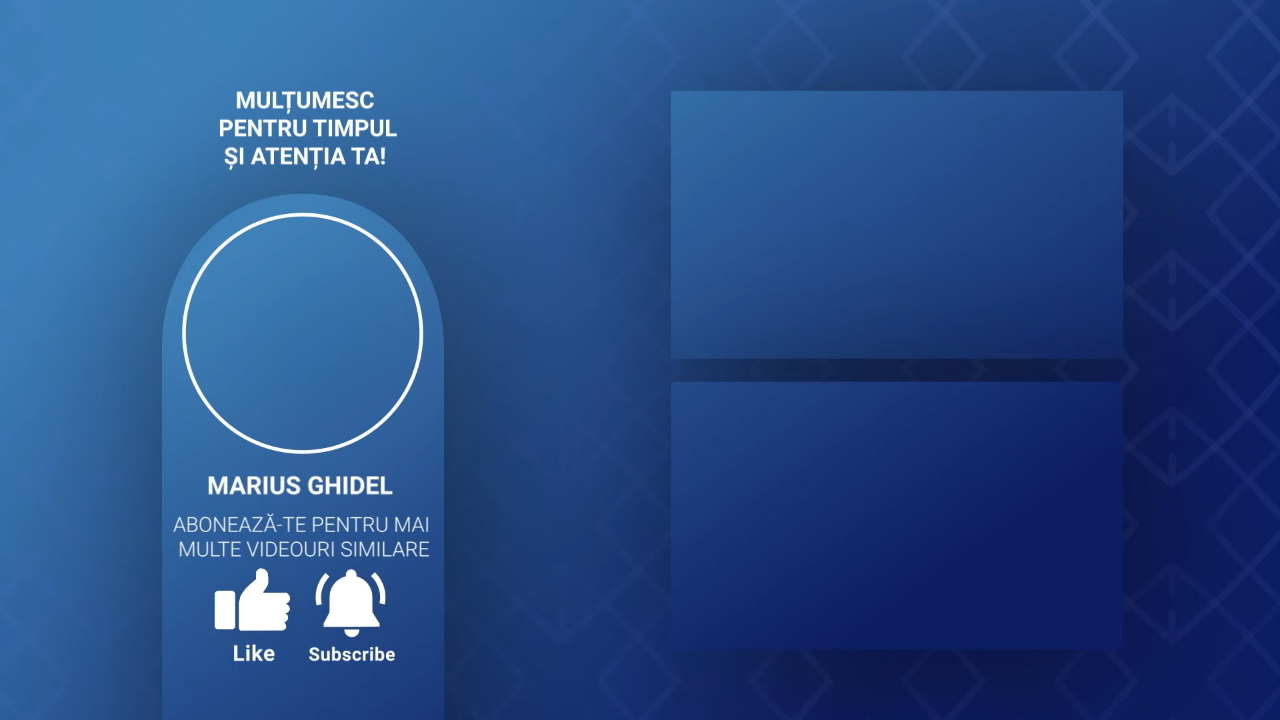 MULȚUMESC
PENTRU TIMPUL
ȘI ATENȚIA TA!
MARIUS GHIDEL
ABONEAZĂ-TE PENTRU MAI
MULTE VIDEOURI SIMILARE
Like
Subscribe